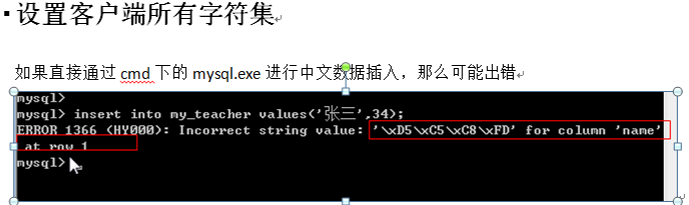 ▪设置客户端所有字符集
如果直接通过 cmd 下的 mysql.exe 进行中文数据插入，那么可能出错
mysql>
mysql> insert into my_teacher values('张三',34);
ERROR 1366 (HY000): Incorrect string value: '\xD5\xC5\xC8\xFD' for column 'name'
at row 1
mysql>